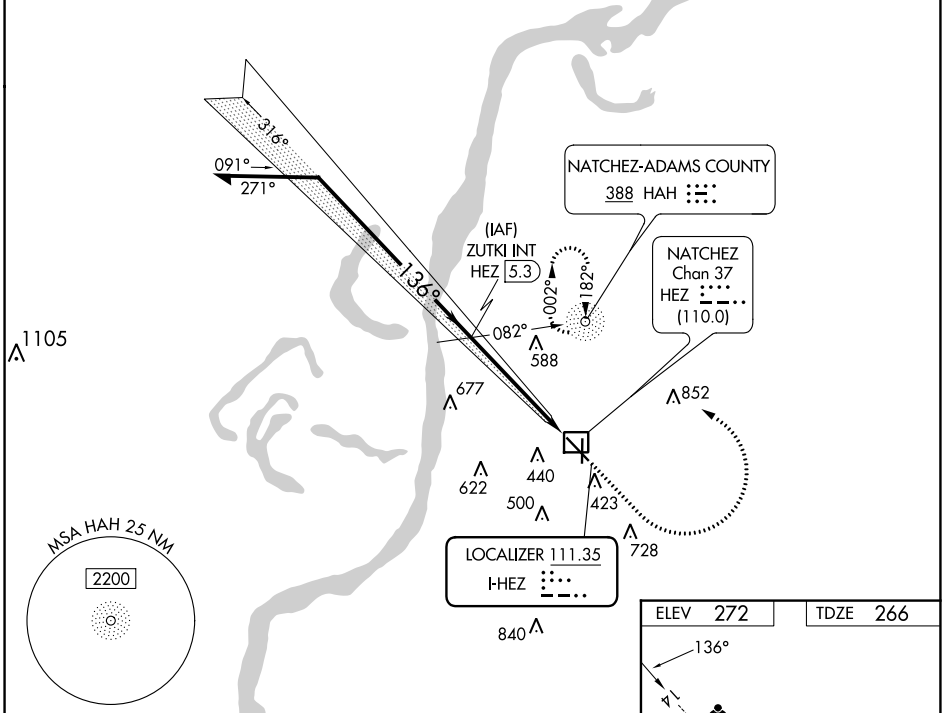 316°
091°
271°
136°
(IAF)
ZUTKI INT
HEZ 5.3
082°
002°
182°
NATCHEZ-ADAMS COUNTY
388 HAH
NATCHEZ
Chan 37
HEZ
(110.0)
1105
588
677
852
440
622
500
423
728
LOCALIZER 111.35
I-HEZ
840
MSA HAH 25 NM
2200
ELEV 272
TDZE 266
136°
14